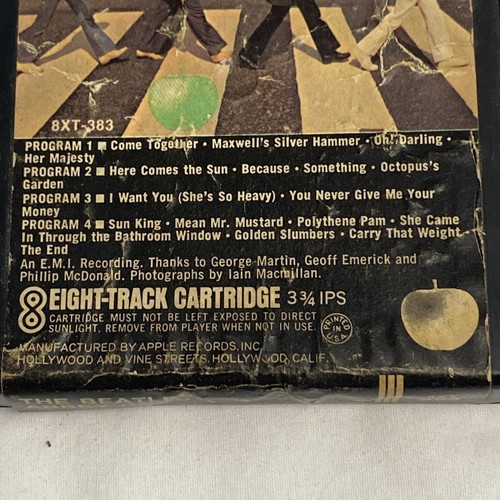 8XT-383
PROGRAM 1 ■ Come Together • Maxwell's Silver Hammer • Oh! Darling •
Her Majesty
PROGRAM 2 ■ Here Comes the Sun • Because • Something • Octopus's
Garden
PROGRAM 3 ■ I Want You (She's So Heavy) • You Never Give Me Your
Money
PROGRAM 4 ■ Sun King • Mean Mr. Mustard • Polythene Pam • She Came
In Through the Bathroom Window • Golden Slumbers • Carry That Weight •
The End
An E.M.I. Recording. Thanks to George Martin, Geoff Emerick and
Phillip McDonald. Photographs by Iain Macmillan.
8 EIGHT-TRACK CARTRIDGE 3¾ IPS
CARTRIDGE MUST NOT BE LEFT EXPOSED TO DIRECT
SUNLIGHT. REMOVE FROM PLAYER WHEN NOT IN USE.
PRINTED IN U.S.A.
MANUFACTURED BY APPLE RECORDS, INC.
HOLLYWOOD AND VINE STREETS, HOLLYWOOD, CALIF.
THE BEATLES